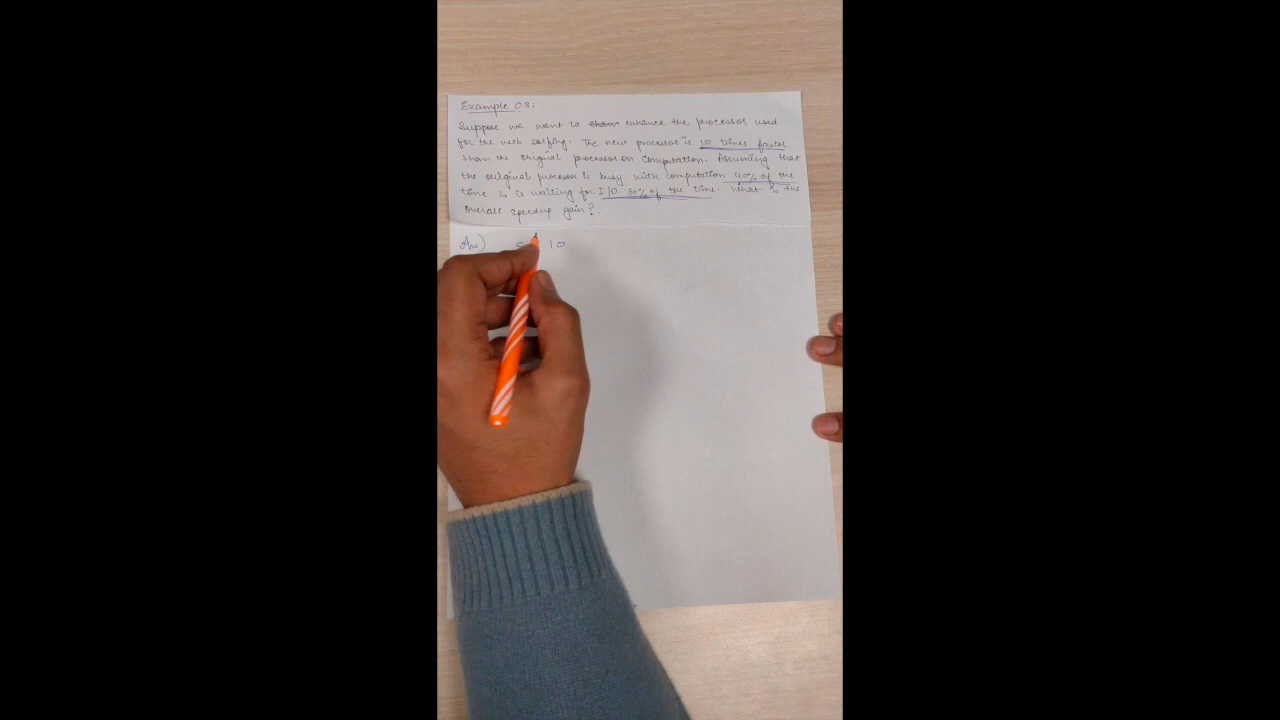 Example 08:
Suppose we want to enhance the processor used
for the web surfing. The new processor is 10 times faster
than the original processor on computation. Assuming that
the original processor is busy with computation 40% of the
time & is waiting for I/O 60% of the time. What is the
overall speedup gain?
Ans) 10